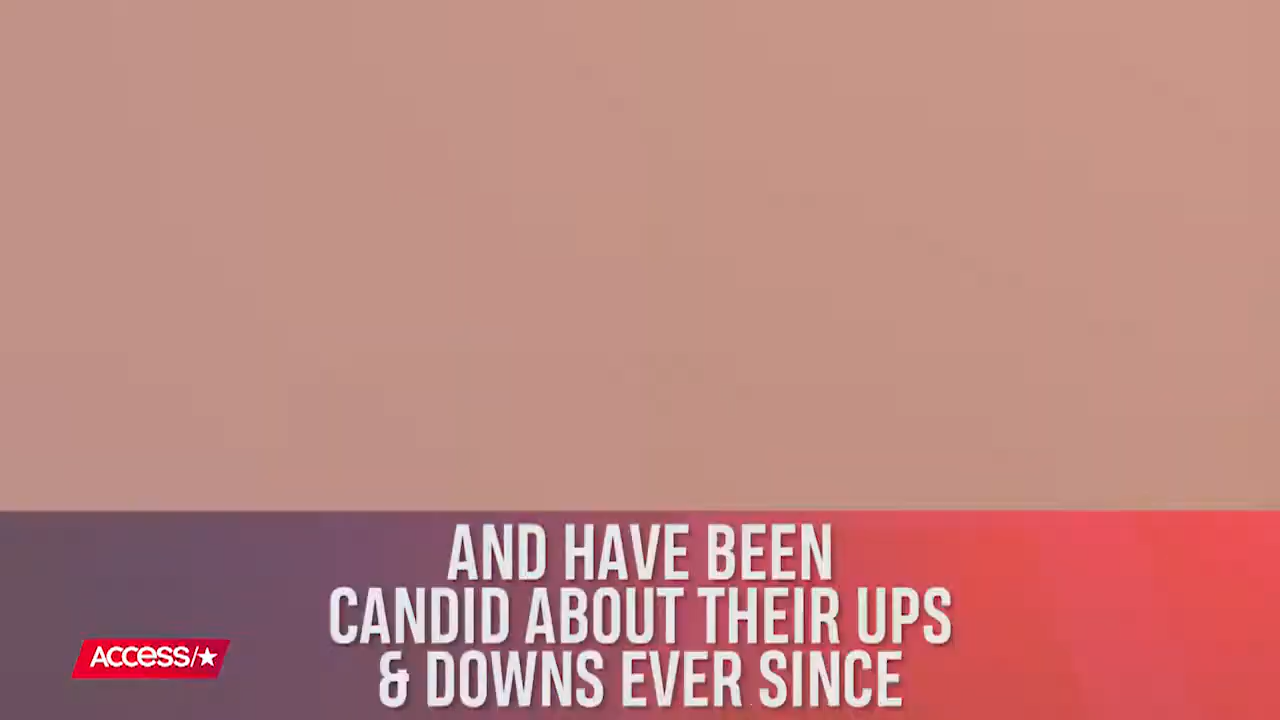 AND HAVE BEEN
CANDID ABOUT THEIR UPS
& DOWNS EVER SINCE
ACCESS/★